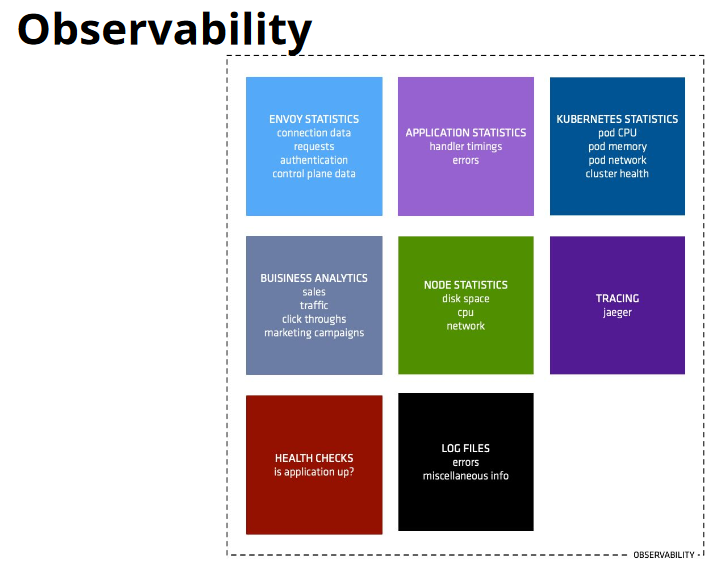 Observability
ENVOY STATISTICS
connection data
requests
authentication
control plane data
APPLICATION STATISTICS
handler timings
errors
KUBERNETES STATISTICS
pod CPU
pod memory
pod network
cluster health
BUISINESS ANALYTICS
sales
traffic
click throughs
marketing campaigns
NODE STATISTICS
disk space
cpu
network
TRACING
jaeger
HEALTH CHECKS
is application up?
LOG FILES
errors
miscellaneous info
OBSERVABILITY